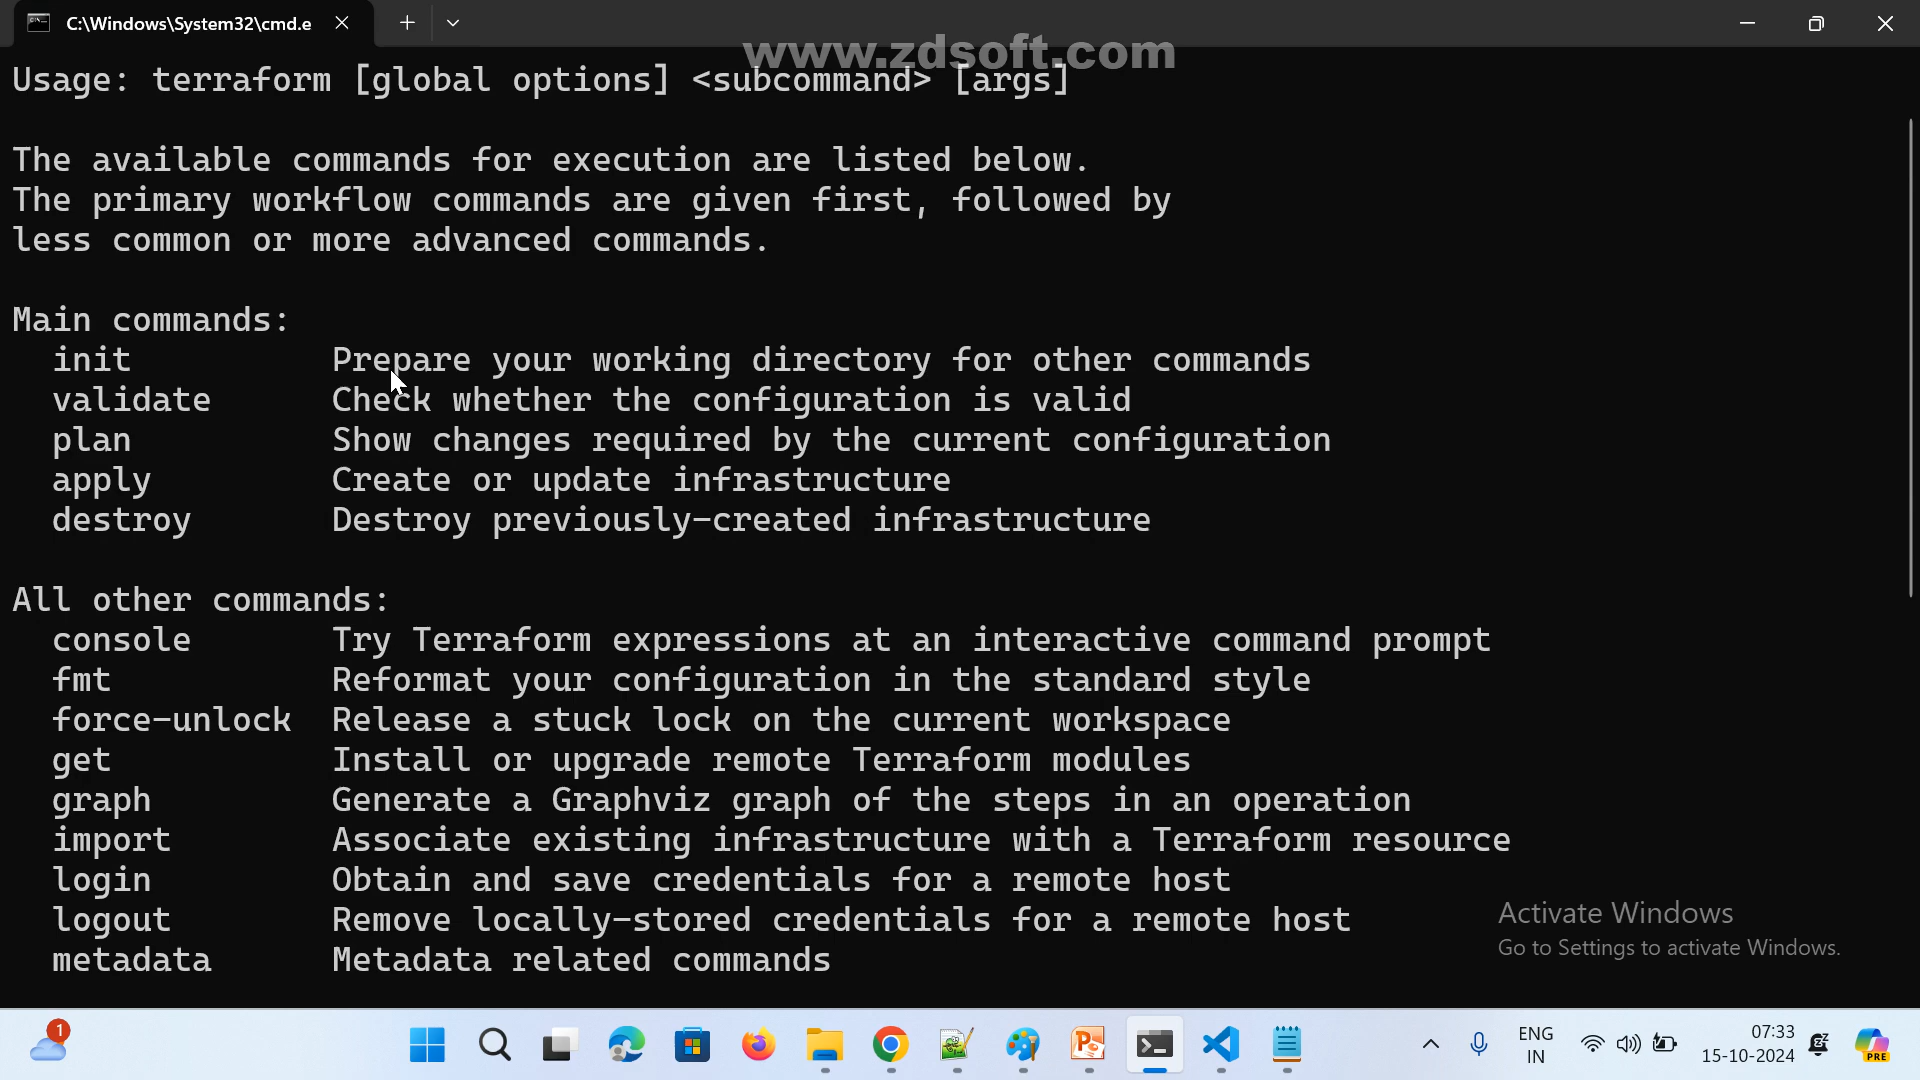 C:\Windows\System32\cmd.e
www.zdsoft.com
Usage: terraform [global options] <subcommand> [args]
The available commands for execution are listed below.
The primary workflow commands are given first, followed by
less common or more advanced commands.
Main commands:
init Prepare your working directory for other commands
validate Check whether the configuration is valid
plan Show changes required by the current configuration
apply Create or update infrastructure
destroy Destroy previously-created infrastructure
All other commands:
console Try Terraform expressions at an interactive command prompt
fmt Reformat your configuration in the standard style
force-unlock Release a stuck lock on the current workspace
get Install or upgrade remote Terraform modules
graph Generate a Graphviz graph of the steps in an operation
import Associate existing infrastructure with a Terraform resource
login Obtain and save credentials for a remote host
logout Remove locally-stored credentials for a remote host
metadata Metadata related commands
Activate Windows
Go to Settings to activate Windows.
1
ENG
IN
07:33
15-10-2024
PRE